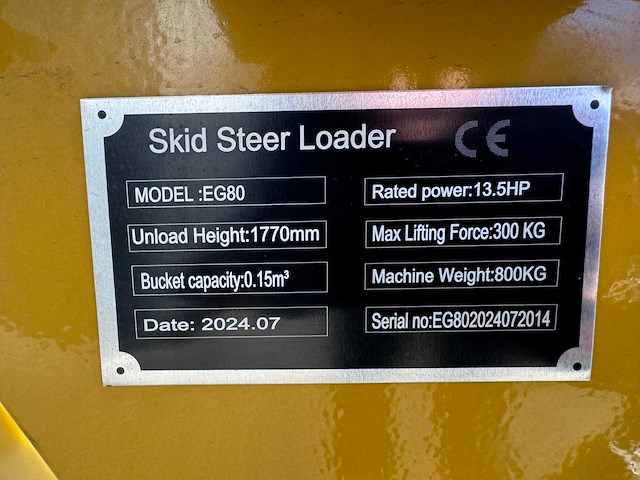 Skid Steer Loader CE
MODEL :EG80
Rated power:13.5HP
Unload Height:1770mm
Max Lifting Force:300 KG
Bucket capacity:0.15m³
Machine Weight:800KG
Date: 2024.07
Serial no:EG802024072014